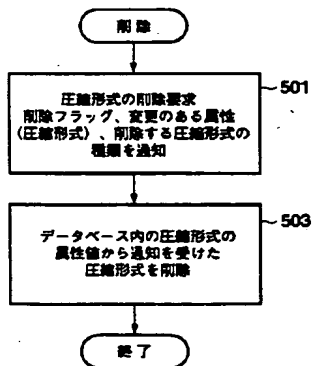 削除
圧縮形式の削除要求
削除フラッグ、変更のある属性
(圧縮形式)、削除する圧縮形式の
種類を通知
501
データベース内の圧縮形式の
属性値から通知を受けた
圧縮形式を削除
503
終了